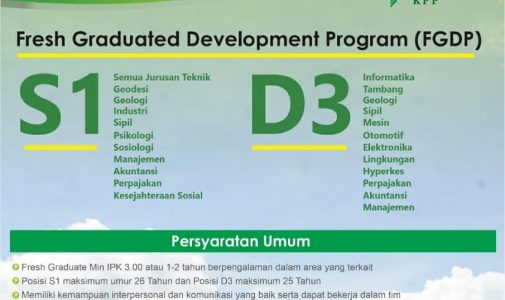 KPP
Fresh Graduated Development Program (FGDP)
S1
Semua Jurusan Teknik
Geodesi
Geologi
Industri
Sipil
Psikologi
Sosiologi
Manajemen
Akuntansi
Perpajakan
Kesejahteraan Sosial
D3
Informatika
Tambang
Geologi
Sipil
Mesin
Otomotif
Elektronika
Lingkungan
Hyperkes
Perpajakan
Akuntansi
Manajemen
Persyaratan Umum
Fresh Graduate Min IPK 3.00 atau 1-2 tahun berpengalaman dalam area yang terkait
Posisi S1 maksimum umur 26 Tahun dan Posisi D3 maksimum 25 Tahun
Memiliki kemampuan interpersonal dan komunikasi yang baik serta dapat bekerja dalam tim